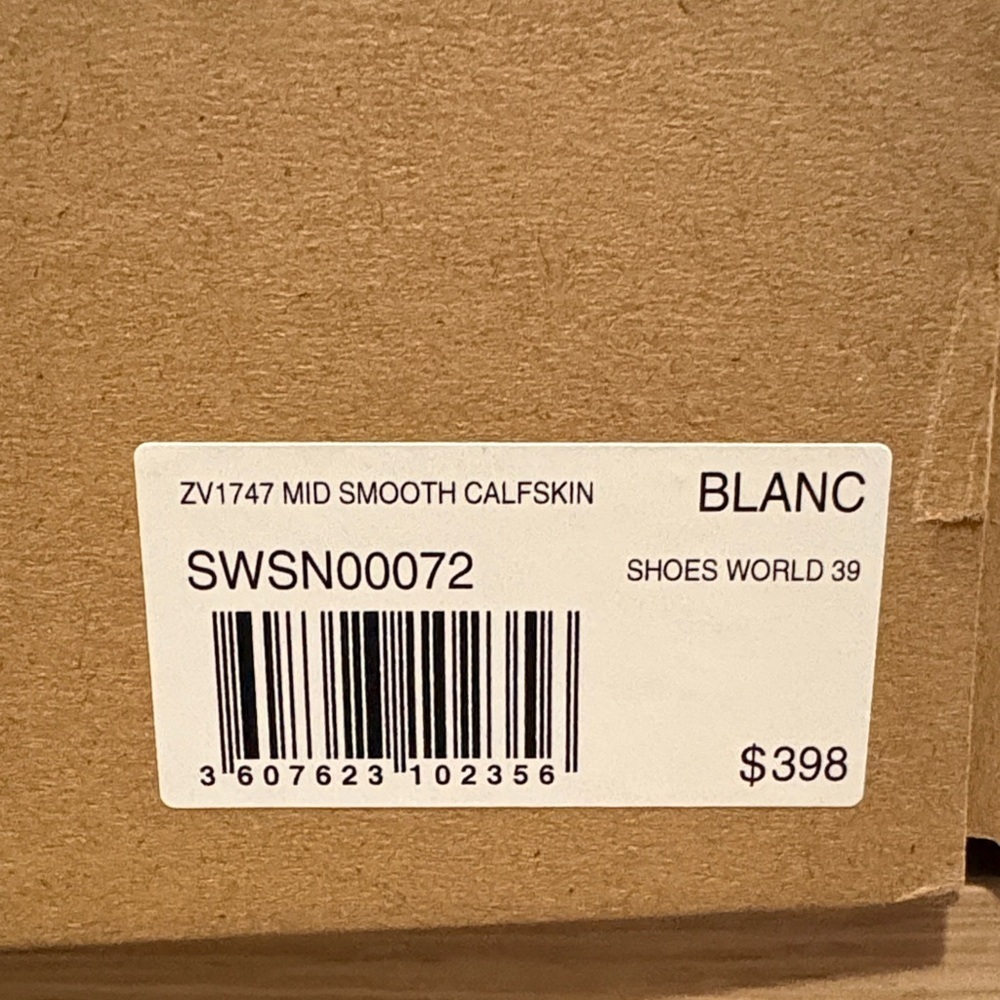 ZV1747 MID SMOOTH CALFSKIN
BLANC
SWSN00072
SHOES WORLD 39
3 607623 102356
$398